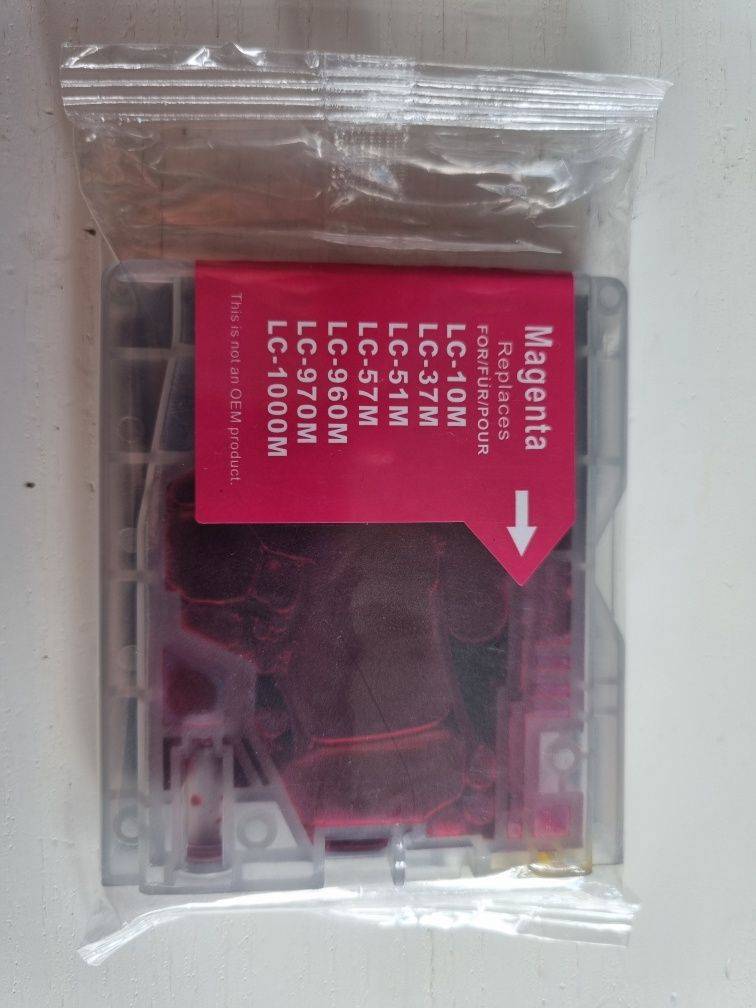 Magenta
Replaces
FOR/FÜR/POUR
LC-10M
LC-37M
LC-51M
LC-57M
LC-960M
LC-970M
LC-1000M
This is not an OEM product.